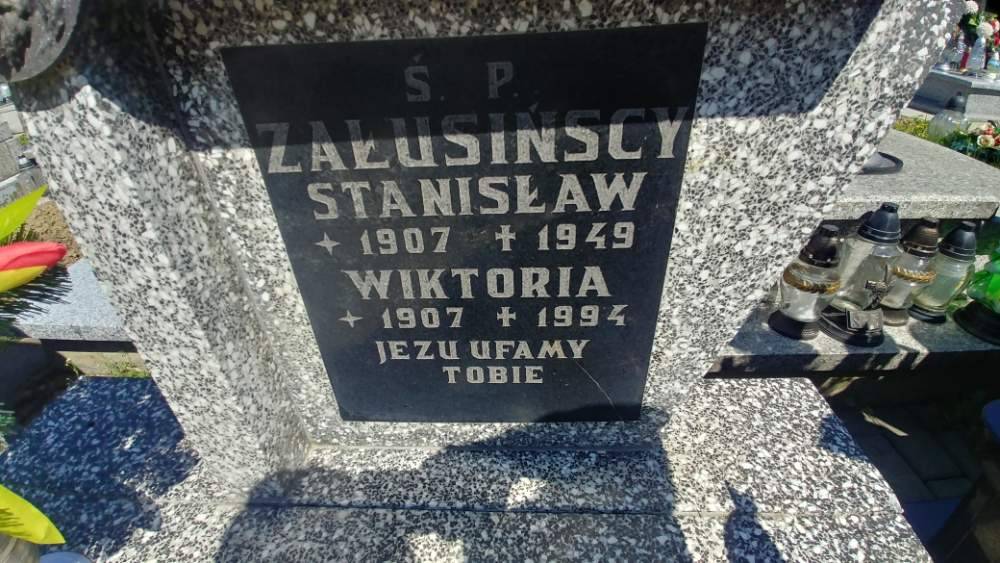 Ś. P.
ZAŁUSIŃSCY
STANISŁAW
✦ 1907 ✝ 1949
WIKTORIA
✦ 1907 ✝ 1994
JEZU UFAMY
TOBIE